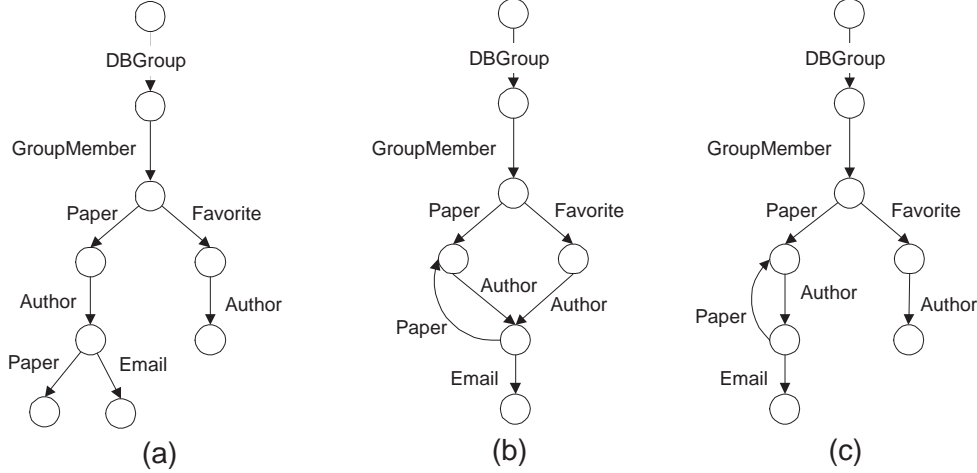 DBGroup
GroupMember
Paper
Favorite
Author
Author
Paper
Email
(a)
DBGroup
GroupMember
Paper
Favorite
Author
Author
Paper
Email
(b)
DBGroup
GroupMember
Paper
Favorite
Author
Author
Paper
Email
(c)